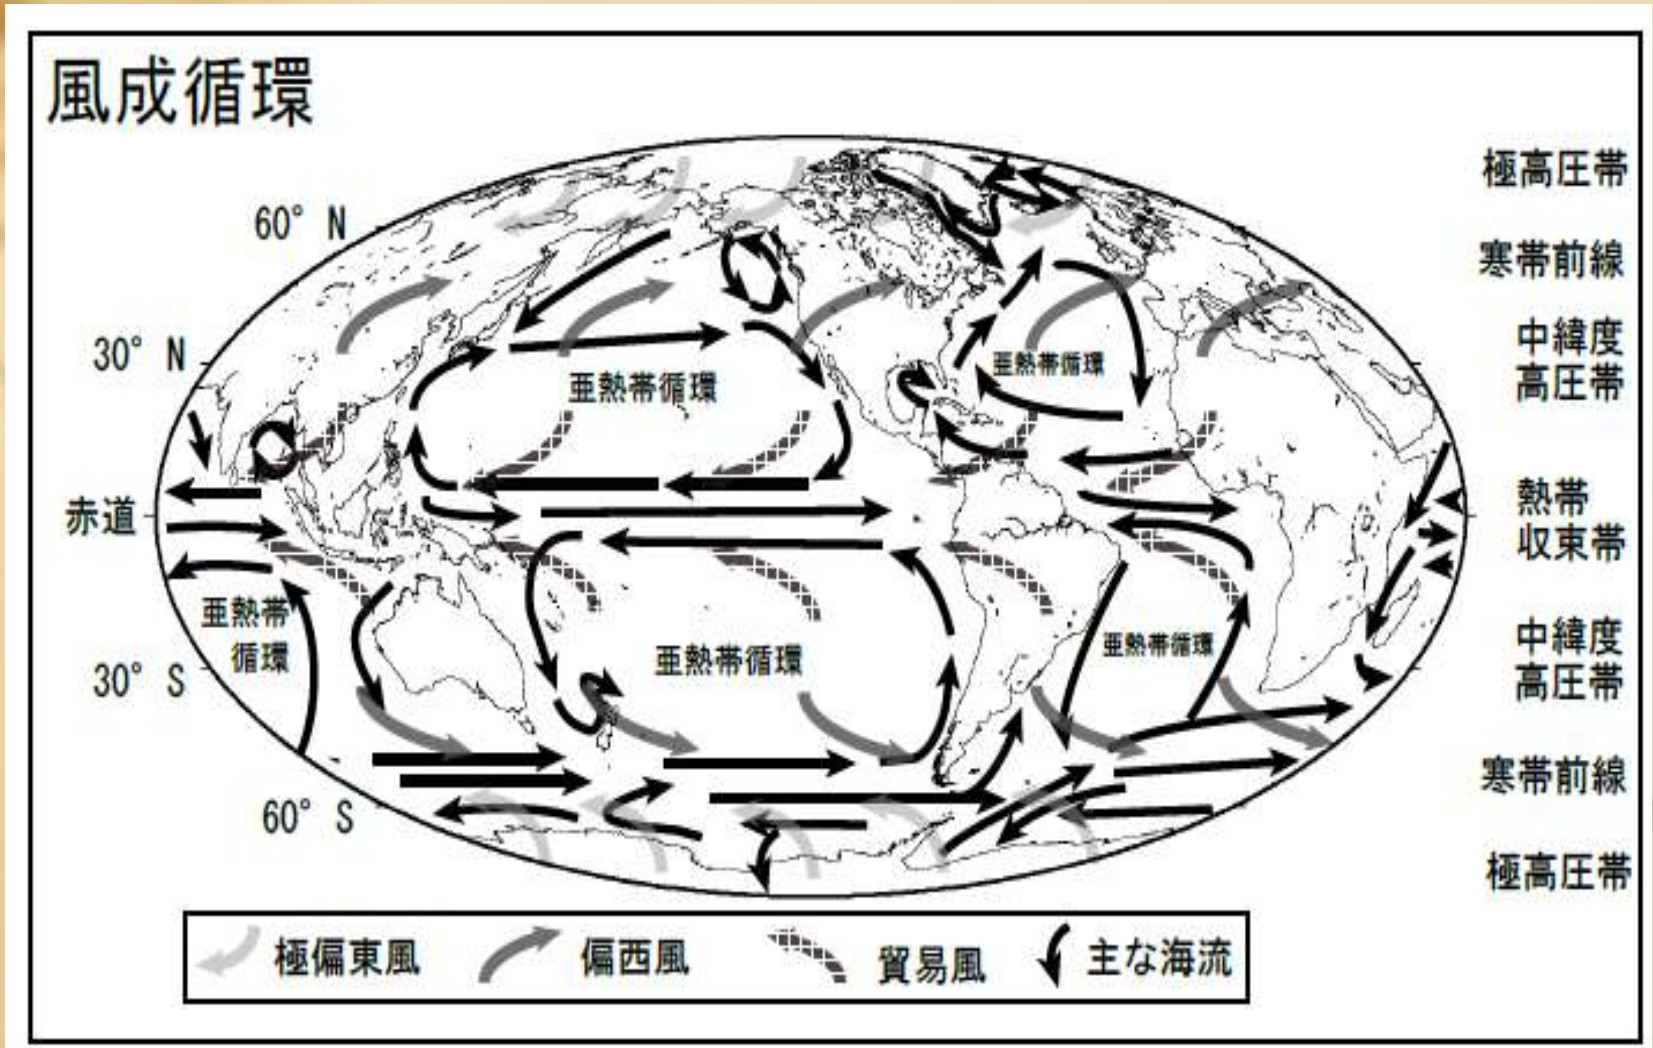 風成循環
60° N
30° N
赤道
30° S
60° S
亜熱帯循環
亜熱帯循環
亜熱帯
循環
亜熱帯循環
亜熱帯循環
極高圧帯
寒帯前線
中緯度
高圧帯
熱帯
収束帯
中緯度
高圧帯
寒帯前線
極高圧帯
極偏東風
偏西風
貿易風
主な海流